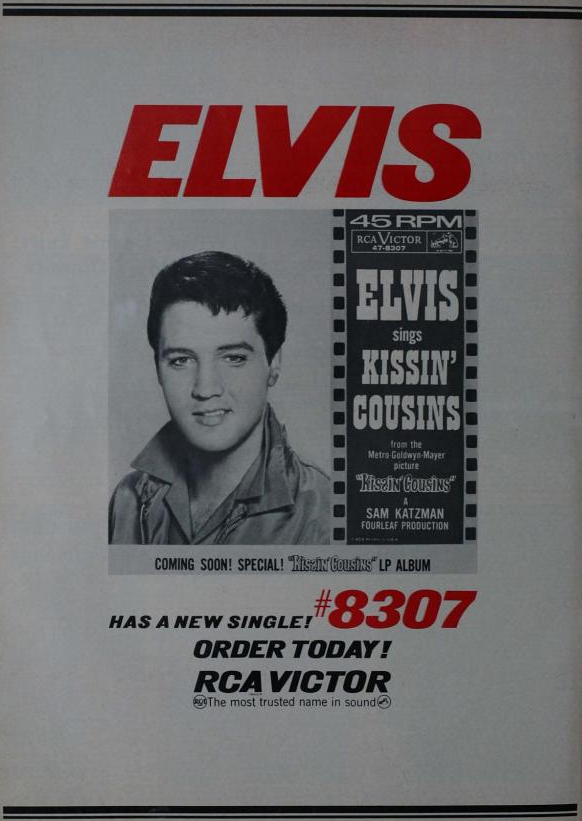 ELVIS
45 RPM
RCA VICTOR
47-8307
ELVIS
sings
KISSIN'
COUSINS
from the
Metro-Goldwyn-Mayer
picture
"Kissin' Cousins"
A
SAM KATZMAN
FOURLEAF PRODUCTION
COMING SOON! SPECIAL! "Kissin' Cousins" LP ALBUM
HAS A NEW SINGLE! #8307
ORDER TODAY!
RCA VICTOR
RCA The most trusted name in sound